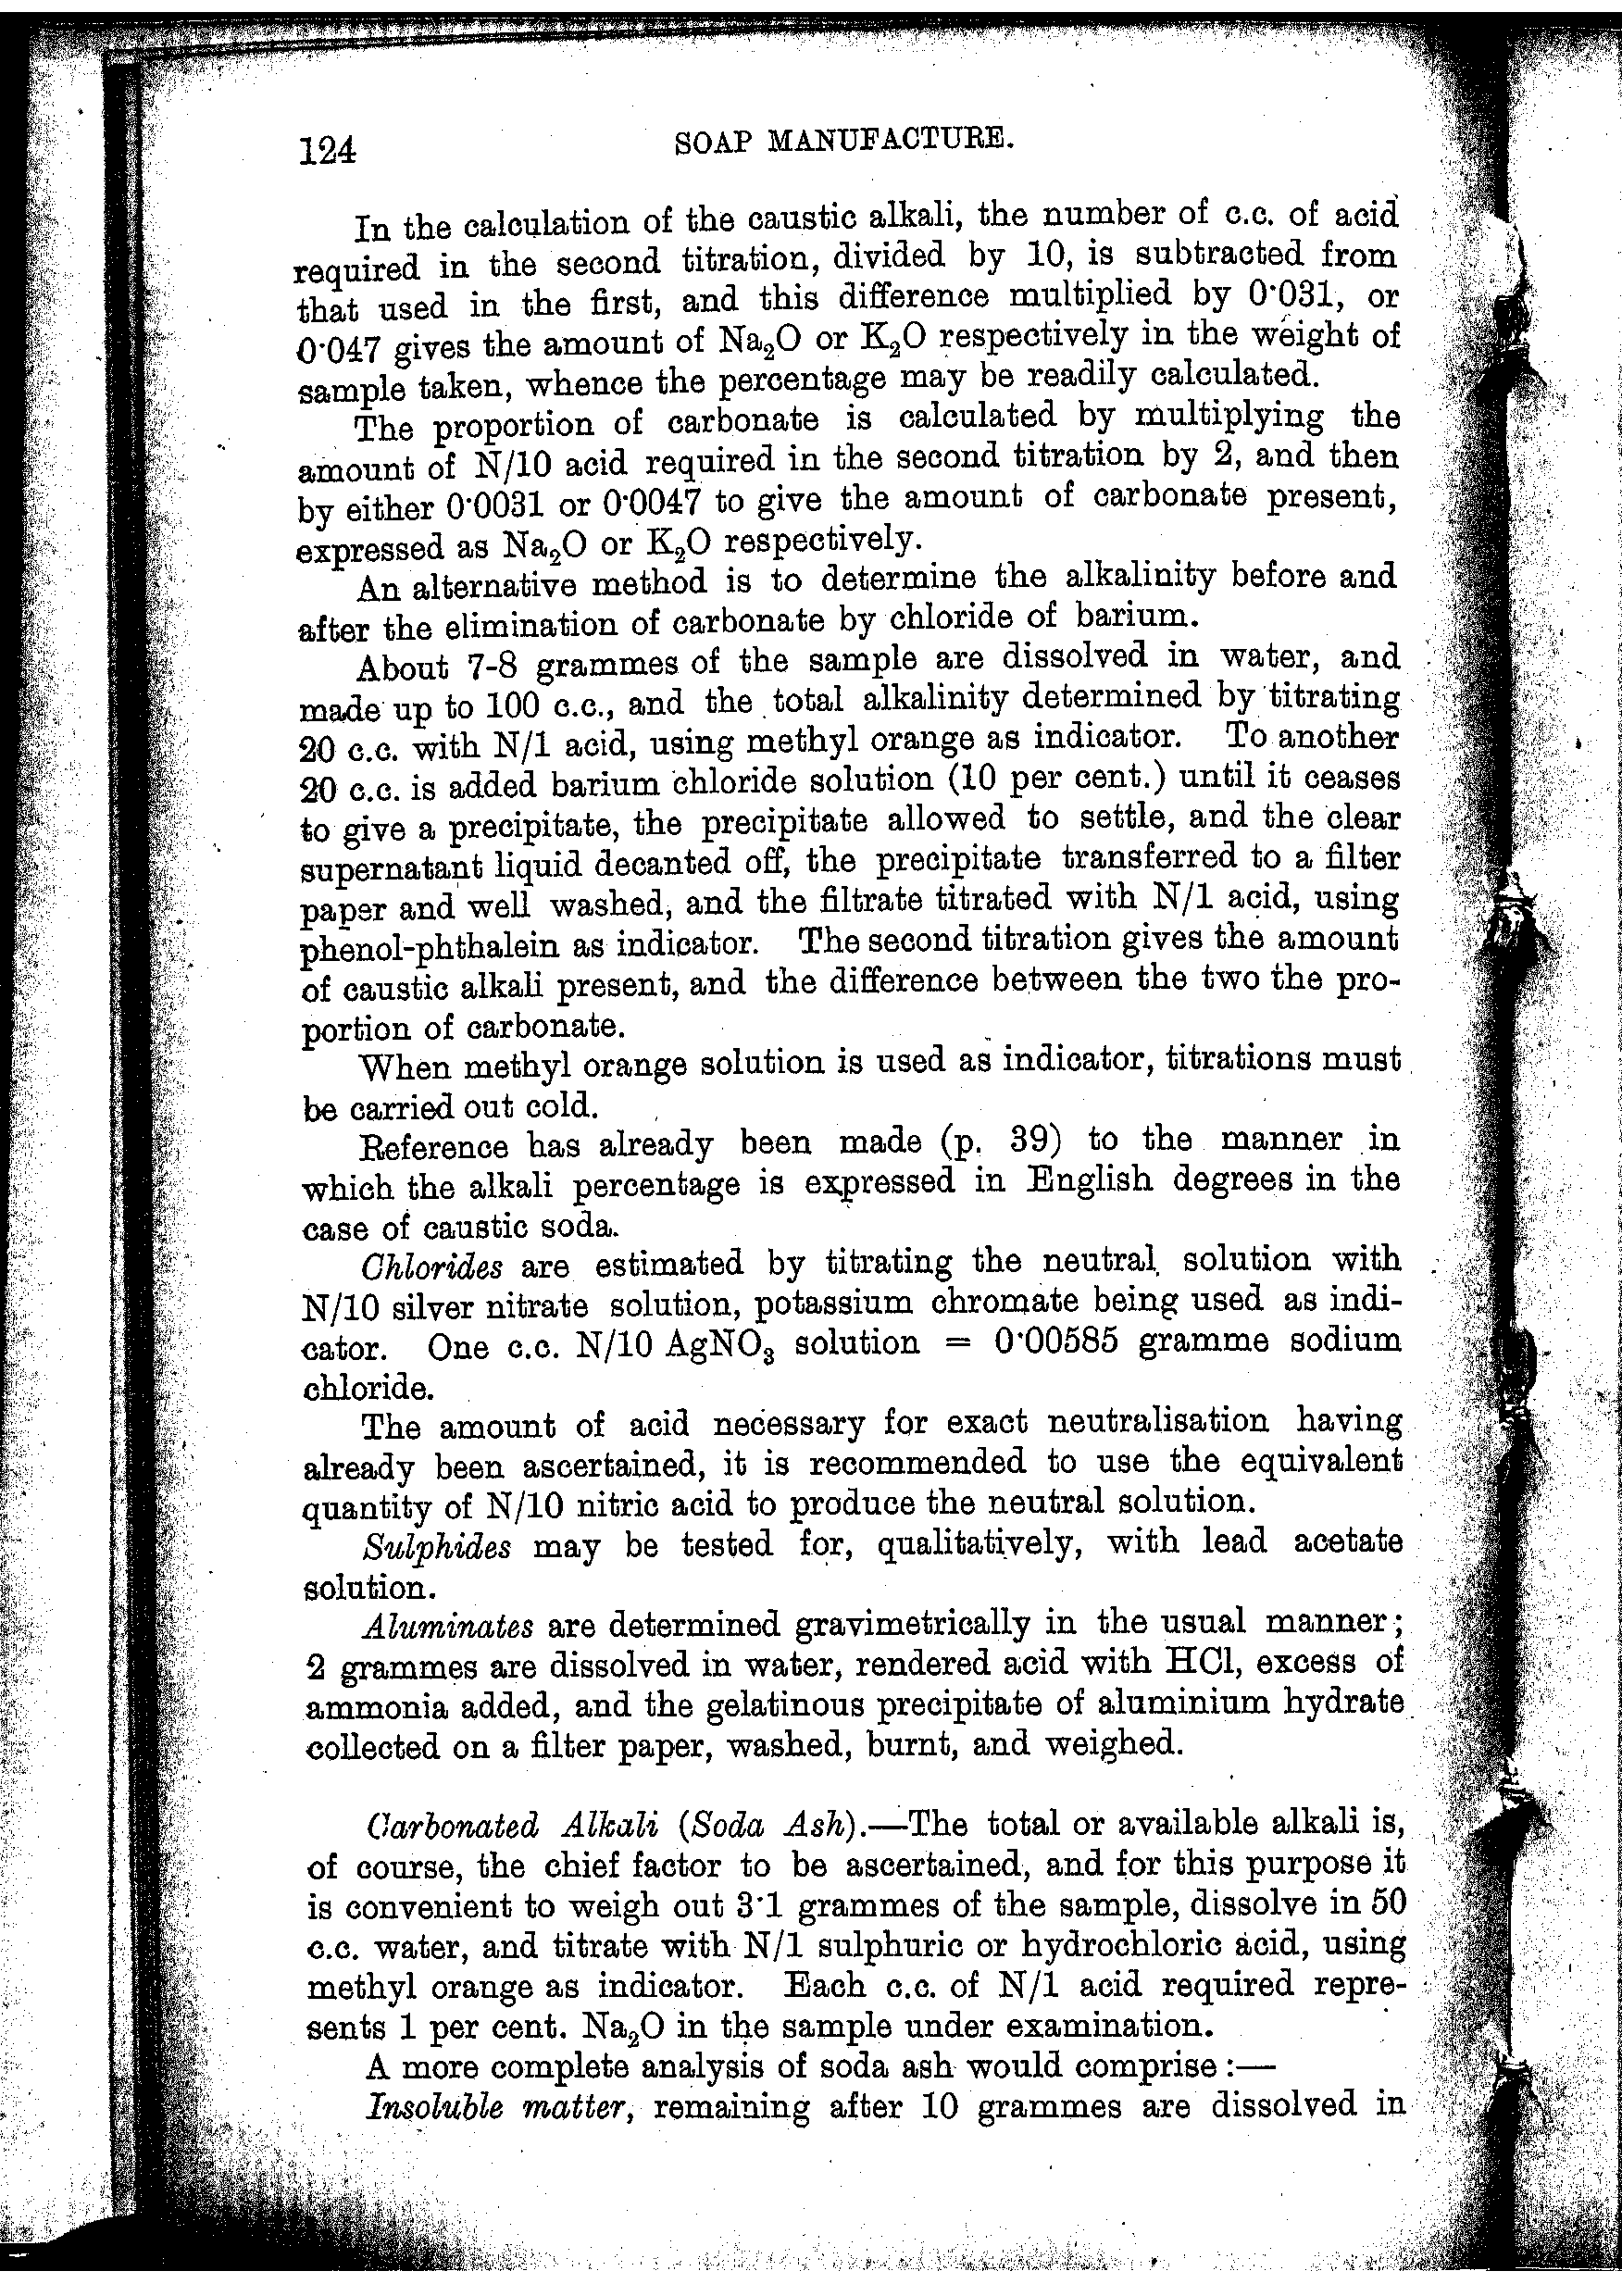 124 SOAP MANUFACTURE.
In the calculation of the caustic alkali, the number of c.c. of acid
required in the second titration, divided by 10, is subtracted from
that used in the first, and this difference multiplied by 0·031, or
0·047 gives the amount of Na₂O or K₂O respectively in the weight of
sample taken, whence the percentage may be readily calculated.
The proportion of carbonate is calculated by multiplying the
amount of N/10 acid required in the second titration by 2, and then
by either 0·0031 or 0·0047 to give the amount of carbonate present,
expressed as Na₂O or K₂O respectively.
An alternative method is to determine the alkalinity before and
after the elimination of carbonate by chloride of barium.
About 7-8 grammes of the sample are dissolved in water, and
made up to 100 c.c., and the total alkalinity determined by titrating
20 c.c. with N/1 acid, using methyl orange as indicator. To another
20 c.c. is added barium chloride solution (10 per cent.) until it ceases
to give a precipitate, the precipitate allowed to settle, and the clear
supernatant liquid decanted off, the precipitate transferred to a filter
paper and well washed, and the filtrate titrated with N/1 acid, using
phenol-phthalein as indicator. The second titration gives the amount
of caustic alkali present, and the difference between the two the pro-
portion of carbonate.
When methyl orange solution is used as indicator, titrations must
be carried out cold.
Reference has already been made (p. 39) to the manner in
which the alkali percentage is expressed in English degrees in the
case of caustic soda.
Chlorides are estimated by titrating the neutral solution with
N/10 silver nitrate solution, potassium chromate being used as indi-
cator. One c.c. N/10 AgNO₃ solution = 0·00585 gramme sodium
chloride.
The amount of acid necessary for exact neutralisation having
already been ascertained, it is recommended to use the equivalent
quantity of N/10 nitric acid to produce the neutral solution.
Sulphides may be tested for, qualitatively, with lead acetate
solution.
Aluminates are determined gravimetrically in the usual manner;
2 grammes are dissolved in water, rendered acid with HCl, excess of
ammonia added, and the gelatinous precipitate of aluminium hydrate
collected on a filter paper, washed, burnt, and weighed.
Carbonated Alkali (Soda Ash).—The total or available alkali is,
of course, the chief factor to be ascertained, and for this purpose it
is convenient to weigh out 3·1 grammes of the sample, dissolve in 50
c.c. water, and titrate with N/1 sulphuric or hydrochloric acid, using
methyl orange as indicator. Each c.c. of N/1 acid required repre-
sents 1 per cent. Na₂O in the sample under examination.
A more complete analysis of soda ash would comprise :—
Insoluble matter, remaining after 10 grammes are dissolved in